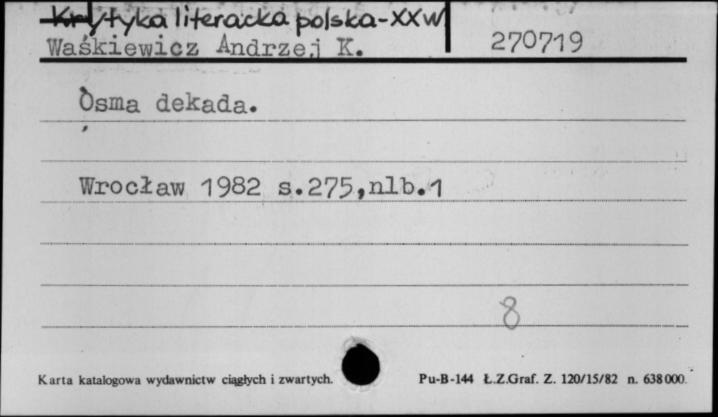 Krytyka literacka polska-XXw
Waśkiewicz Andrzej K.
270719
Osma dekada.
Wrocław 1982 s.275,nlb.1
8
Karta katalogowa wydawnictw ciągłych i zwartych.
Pu-B-144 Ł.Z.Graf. Z. 120/15/82 n. 638000.